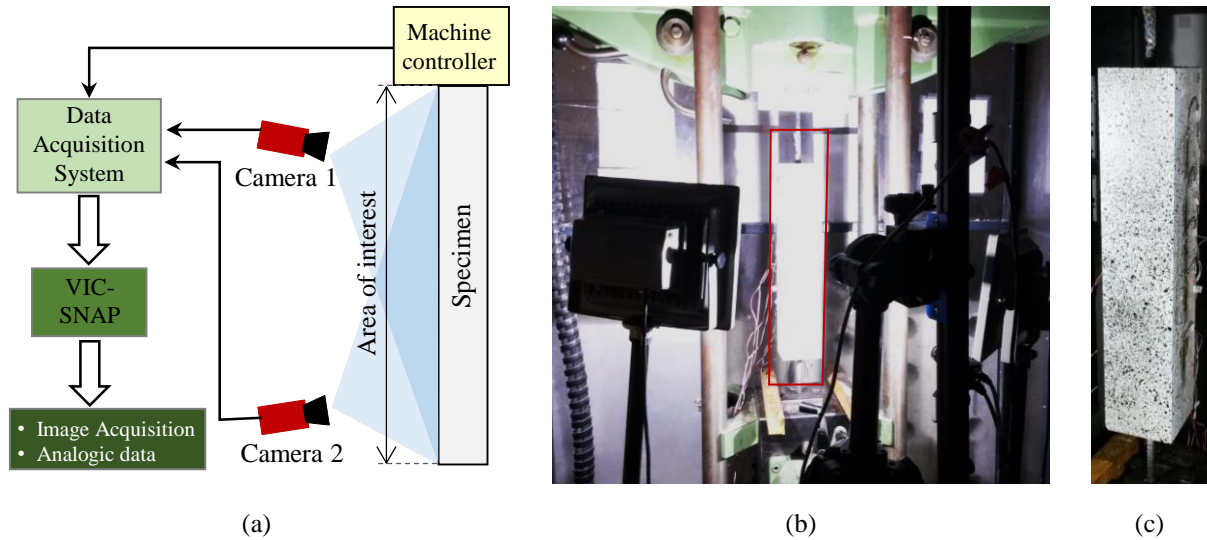 Machine
controller
Data
Acquisition
System
Camera 1
Area of interest
Specimen
VIC-
SNAP
• Image Acquisition
• Analogic data
Camera 2
(a)
(b)
(c)